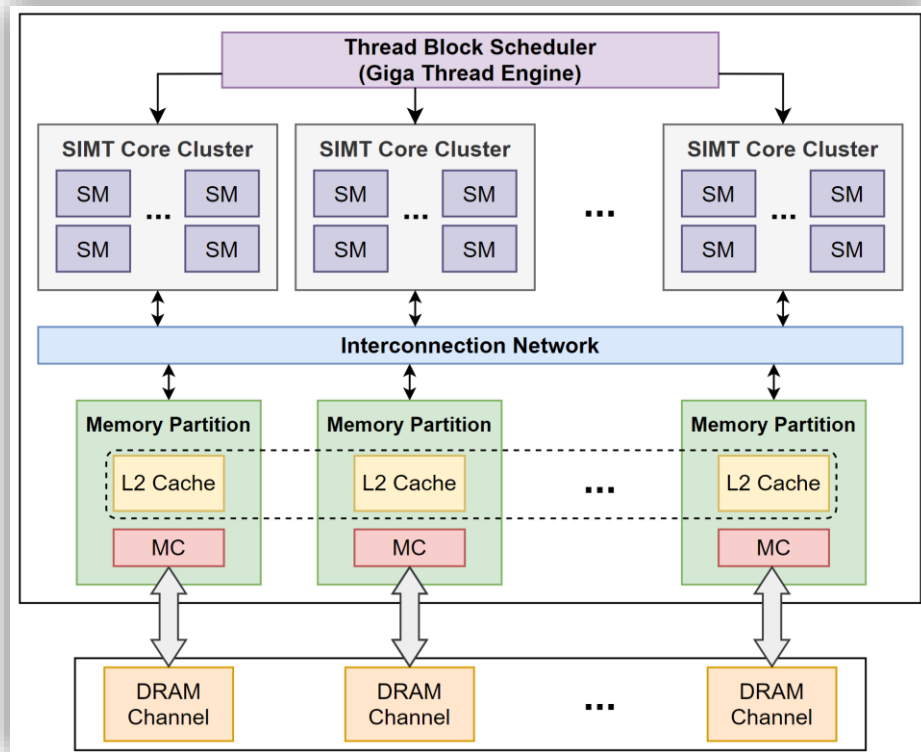 Thread Block Scheduler
(Giga Thread Engine)
SIMT Core Cluster
SM ... SM
SM SM
SIMT Core Cluster
SM ... SM
SM SM
...
SIMT Core Cluster
SM ... SM
SM SM
Interconnection Network
Memory Partition
L2 Cache
MC
Memory Partition
L2 Cache
MC
...
Memory Partition
L2 Cache
MC
DRAM
Channel
DRAM
Channel
...
DRAM
Channel